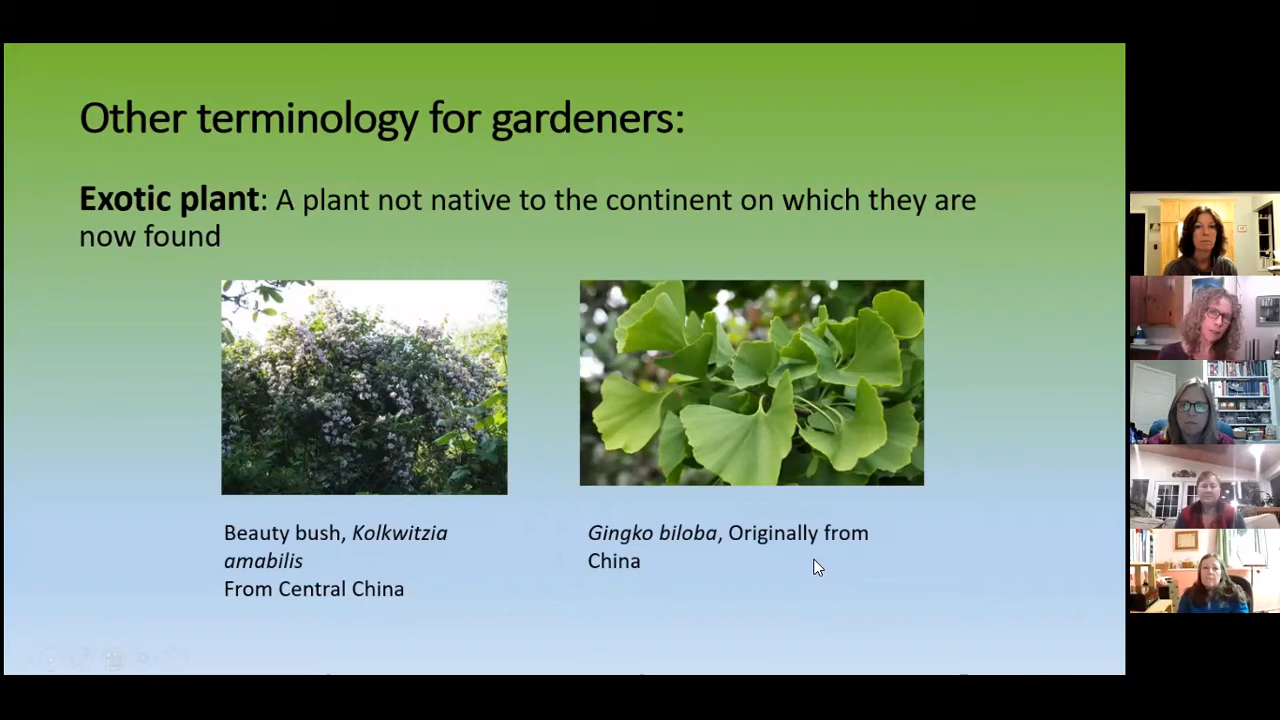 Other terminology for gardeners:
Exotic plant: A plant not native to the continent on which they are
now found
Beauty bush, Kolkwitzia
amabilis
From Central China
Gingko biloba, Originally from
China